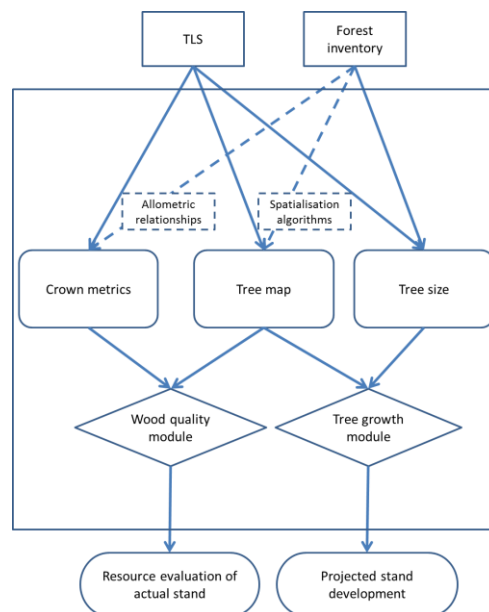 TLS
Forest
inventory
Allometric
relationships
Spatialisation
algorithms
Crown metrics
Tree map
Tree size
Wood quality
module
Tree growth
module
Resource evaluation of
actual stand
Projected stand
development